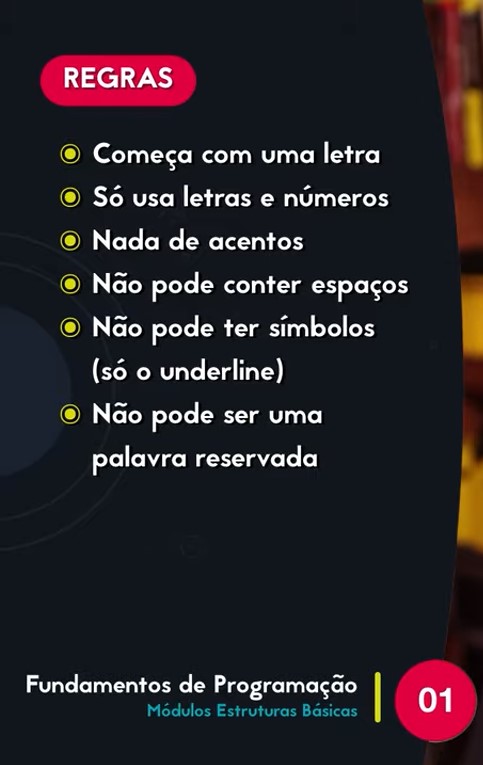 REGRAS
Começa com uma letra
Só usa letras e números
Nada de acentos
Não pode conter espaços
Não pode ter símbolos
(só o underline)
Não pode ser uma
palavra reservada
Fundamentos de Programação
Módulos Estruturas Básicas
01